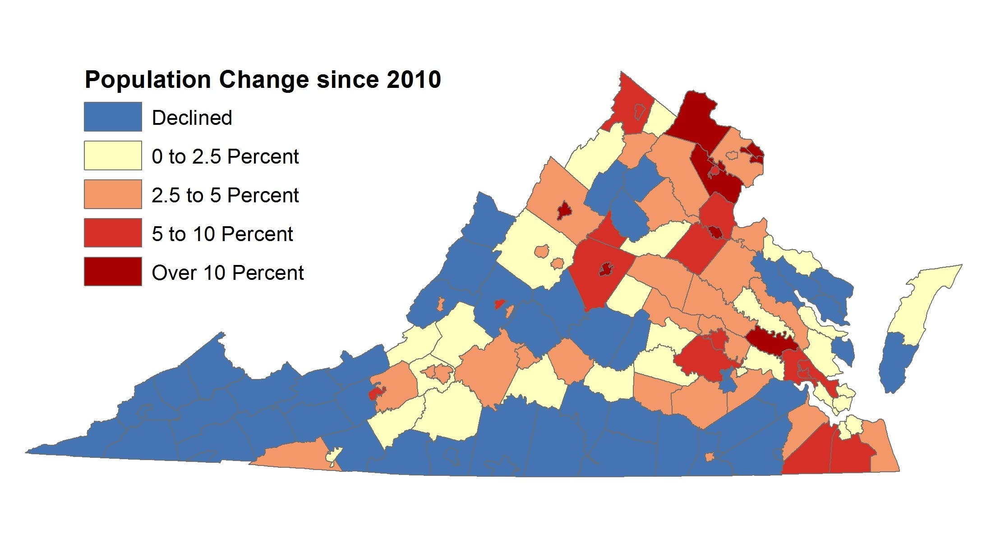 Population Change since 2010
Declined
0 to 2.5 Percent
2.5 to 5 Percent
5 to 10 Percent
Over 10 Percent